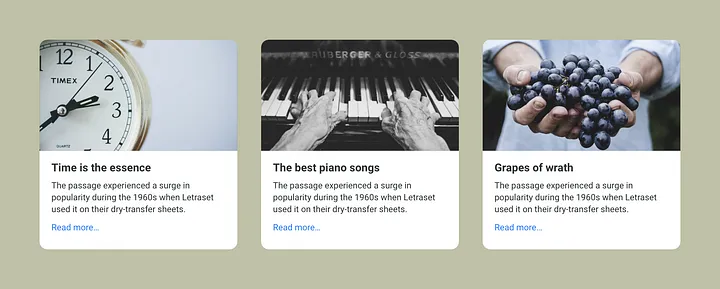 12
1
2
3
4
5
6
TIMEX
QUARTZ
Time is the essence
The passage experienced a surge in
popularity during the 1960s when Letraset
used it on their dry-transfer sheets.
Read more…
& GLOSS
The best piano songs
The passage experienced a surge in
popularity during the 1960s when Letraset
used it on their dry-transfer sheets.
Read more…
Grapes of wrath
The passage experienced a surge in
popularity during the 1960s when Letraset
used it on their dry-transfer sheets.
Read more…